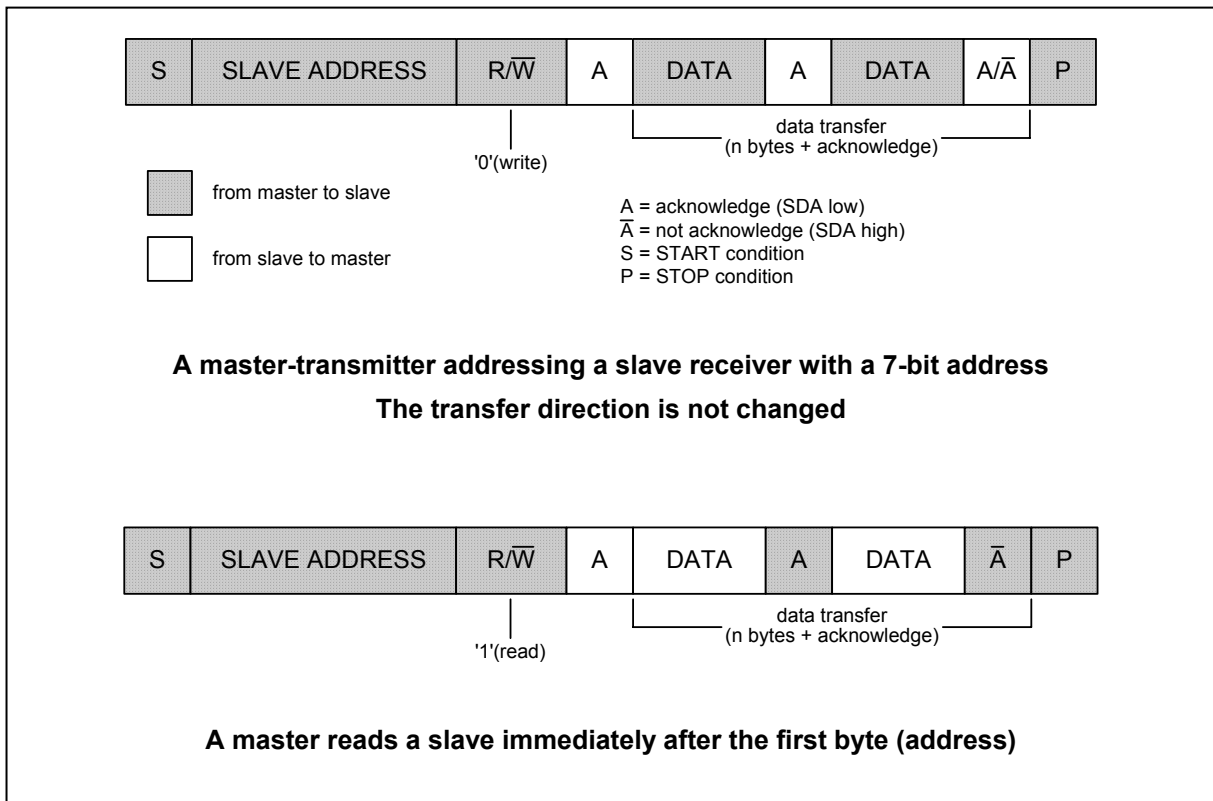 S SLAVE ADDRESS R/W̅ A DATA A DATA A/A̅ P
data transfer
(n bytes + acknowledge)
'0'(write)
from master to slave
from slave to master
A = acknowledge (SDA low)
A̅ = not acknowledge (SDA high)
S = START condition
P = STOP condition
A master-transmitter addressing a slave receiver with a 7-bit address
The transfer direction is not changed
S SLAVE ADDRESS R/W̅ A DATA A DATA A̅ P
data transfer
(n bytes + acknowledge)
'1'(read)
A master reads a slave immediately after the first byte (address)